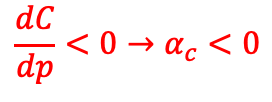 dC/dp < 0 → α_c < 0